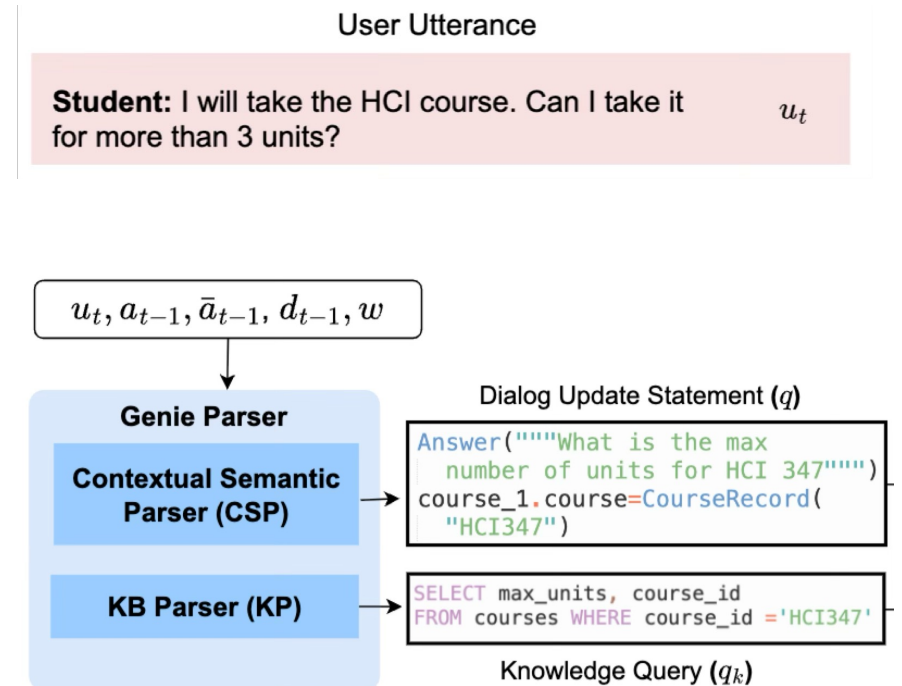 User Utterance
Student: I will take the HCI course. Can I take it
for more than 3 units?
uₜ
uₜ, aₜ₋₁, āₜ₋₁, dₜ₋₁, w
Genie Parser
Contextual Semantic
Parser (CSP)
KB Parser (KP)
Dialog Update Statement (q)
Answer("""What is the max
number of units for HCI 347""")
course_1.course=CourseRecord(
"HCI347")
SELECT max_units, course_id
FROM courses WHERE course_id ='HCI347'
Knowledge Query (qₖ)